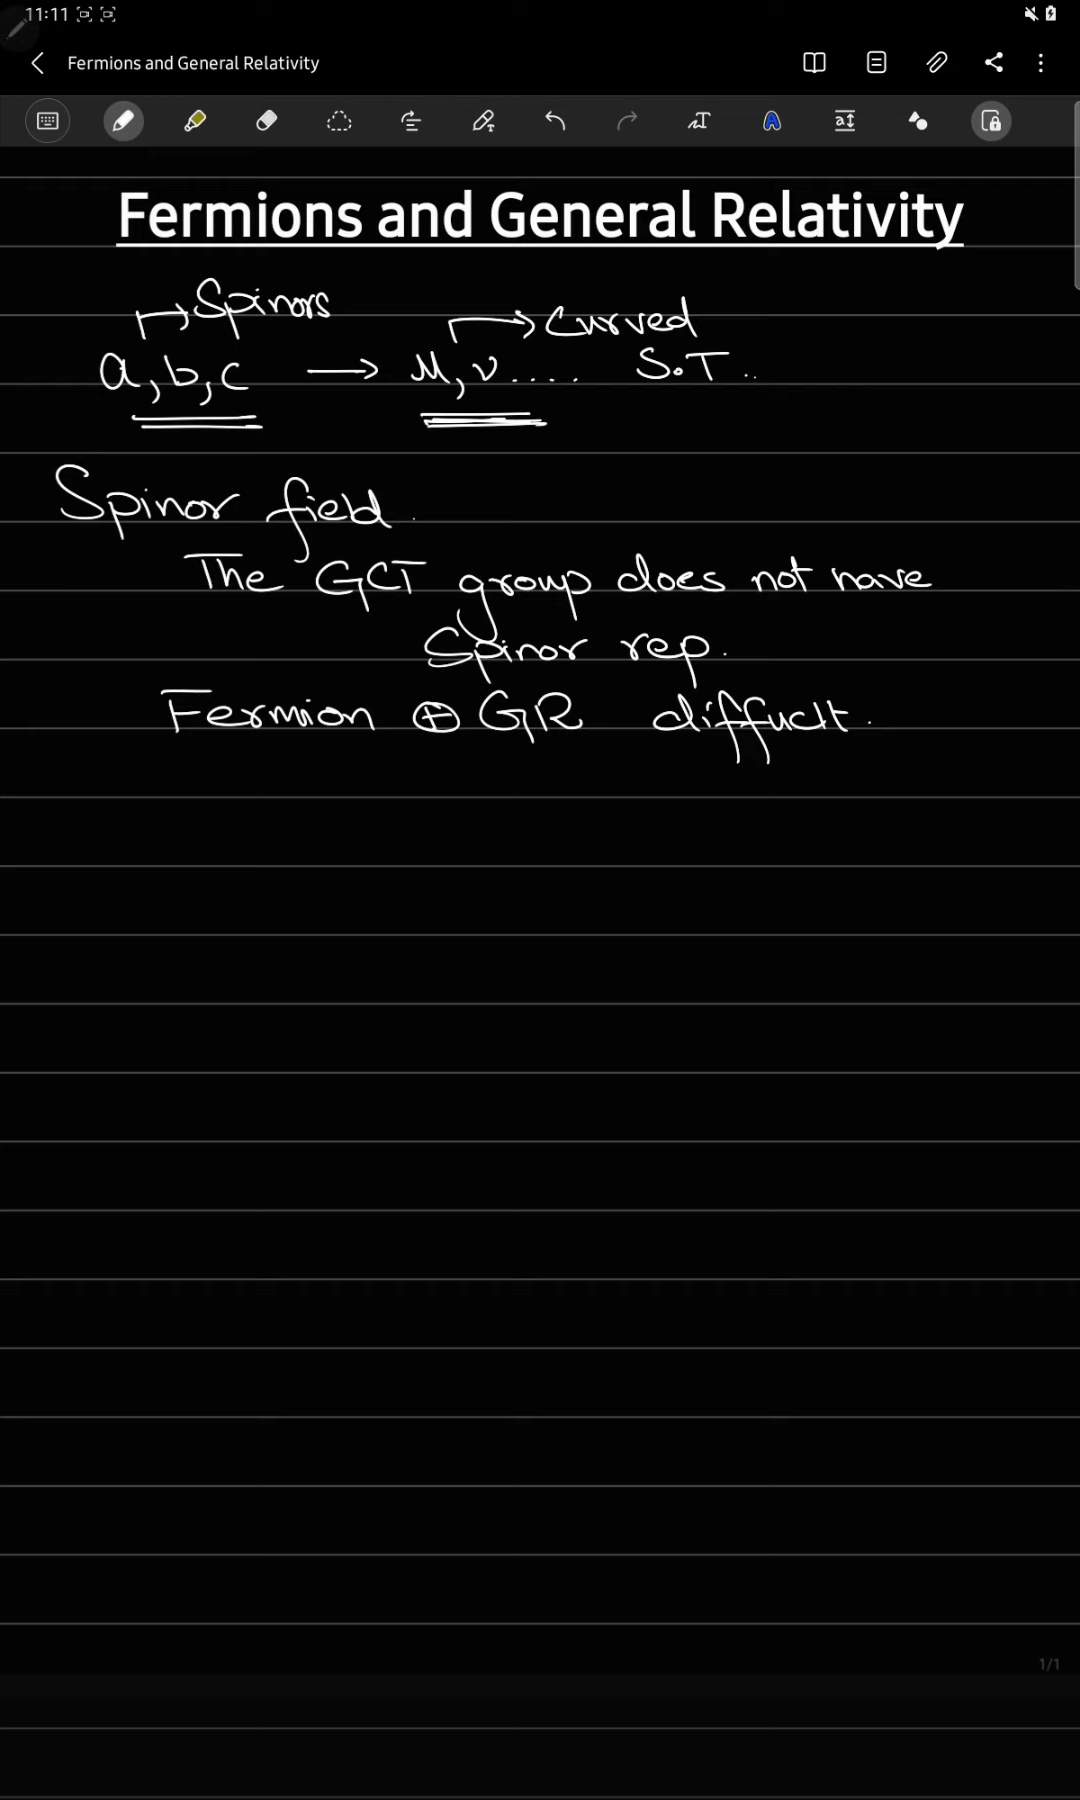 11:11
Fermions and General Relativity
Fermions and General Relativity
Spinors
Curved
a,b,c → μ,ν.... S.T..
Spinor field.
The GCT group does not have
Spinor rep.
Fermion ⊕ GR diffucult.
1/1